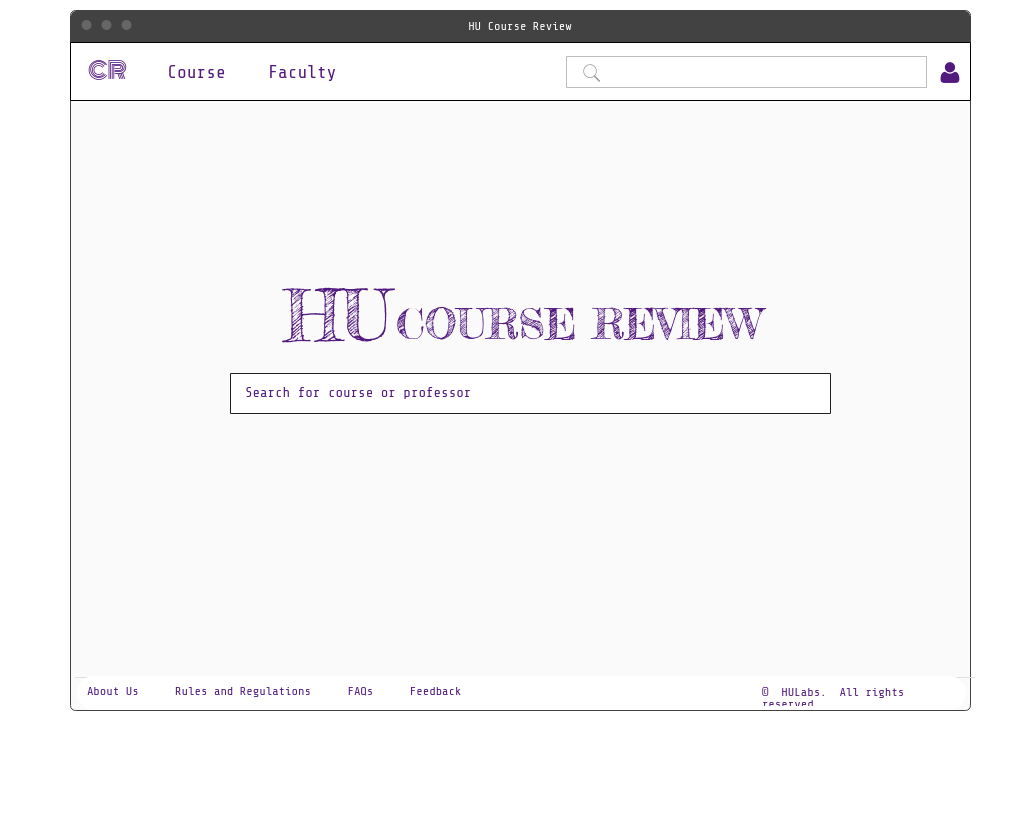 HU Course Review
CR Course Faculty
HU COURSE REVIEW
Search for course or professor
About Us Rules and Regulations FAQs Feedback
© HULabs. All rights
reserved